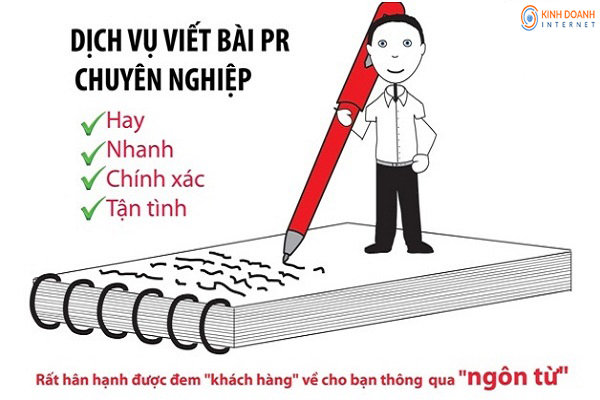 KINH DOANH
INTERNET
DỊCH VỤ VIẾT BÀI PR
CHUYÊN NGHIỆP
Hay
Nhanh
Chính xác
Tận tình
Rất hân hạnh được đem "khách hàng" về cho bạn thông qua "ngôn từ"